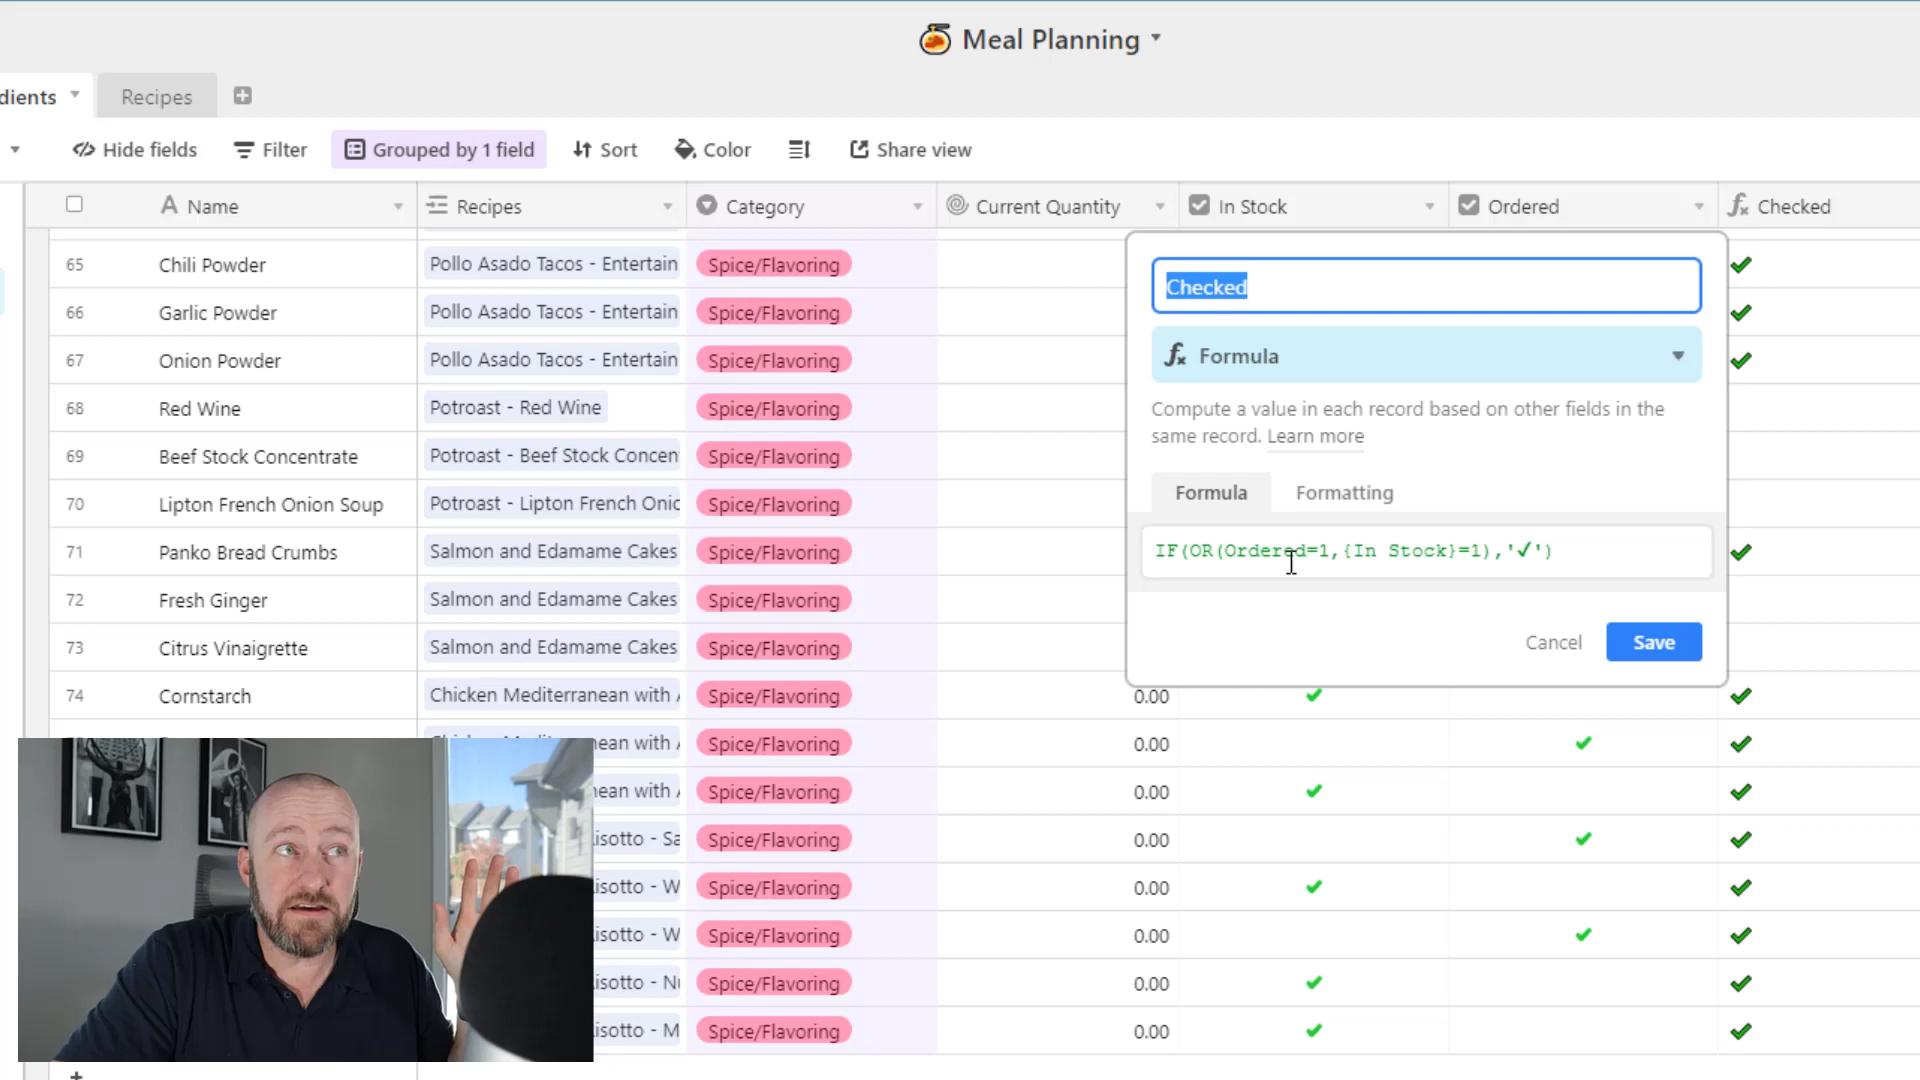 Meal Planning
dients Recipes
Hide fields Filter Grouped by 1 field Sort Color Share view
Name Recipes Category Current Quantity In Stock Ordered Checked
65 Chili Powder Pollo Asado Tacos - Entertain Spice/Flavoring
66 Garlic Powder Pollo Asado Tacos - Entertain Spice/Flavoring
67 Onion Powder Pollo Asado Tacos - Entertain Spice/Flavoring
68 Red Wine Potroast - Red Wine Spice/Flavoring
69 Beef Stock Concentrate Potroast - Beef Stock Concen Spice/Flavoring
70 Lipton French Onion Soup Potroast - Lipton French Onic Spice/Flavoring
71 Panko Bread Crumbs Salmon and Edamame Cakes Spice/Flavoring
72 Fresh Ginger Salmon and Edamame Cakes Spice/Flavoring
73 Citrus Vinaigrette Salmon and Edamame Cakes Spice/Flavoring
74 Cornstarch Chicken Mediterranean with Spice/Flavoring 0.00
ean with Spice/Flavoring 0.00
ean with Spice/Flavoring 0.00
isotto - Sa Spice/Flavoring 0.00
isotto - W Spice/Flavoring 0.00
isotto - W Spice/Flavoring 0.00
isotto - Nu Spice/Flavoring 0.00
isotto - M Spice/Flavoring 0.00
Checked
Formula
Compute a value in each record based on other fields in the
same record. Learn more
Formula Formatting
IF(OR(Ordered=1,{In Stock}=1),'✔')
Cancel Save